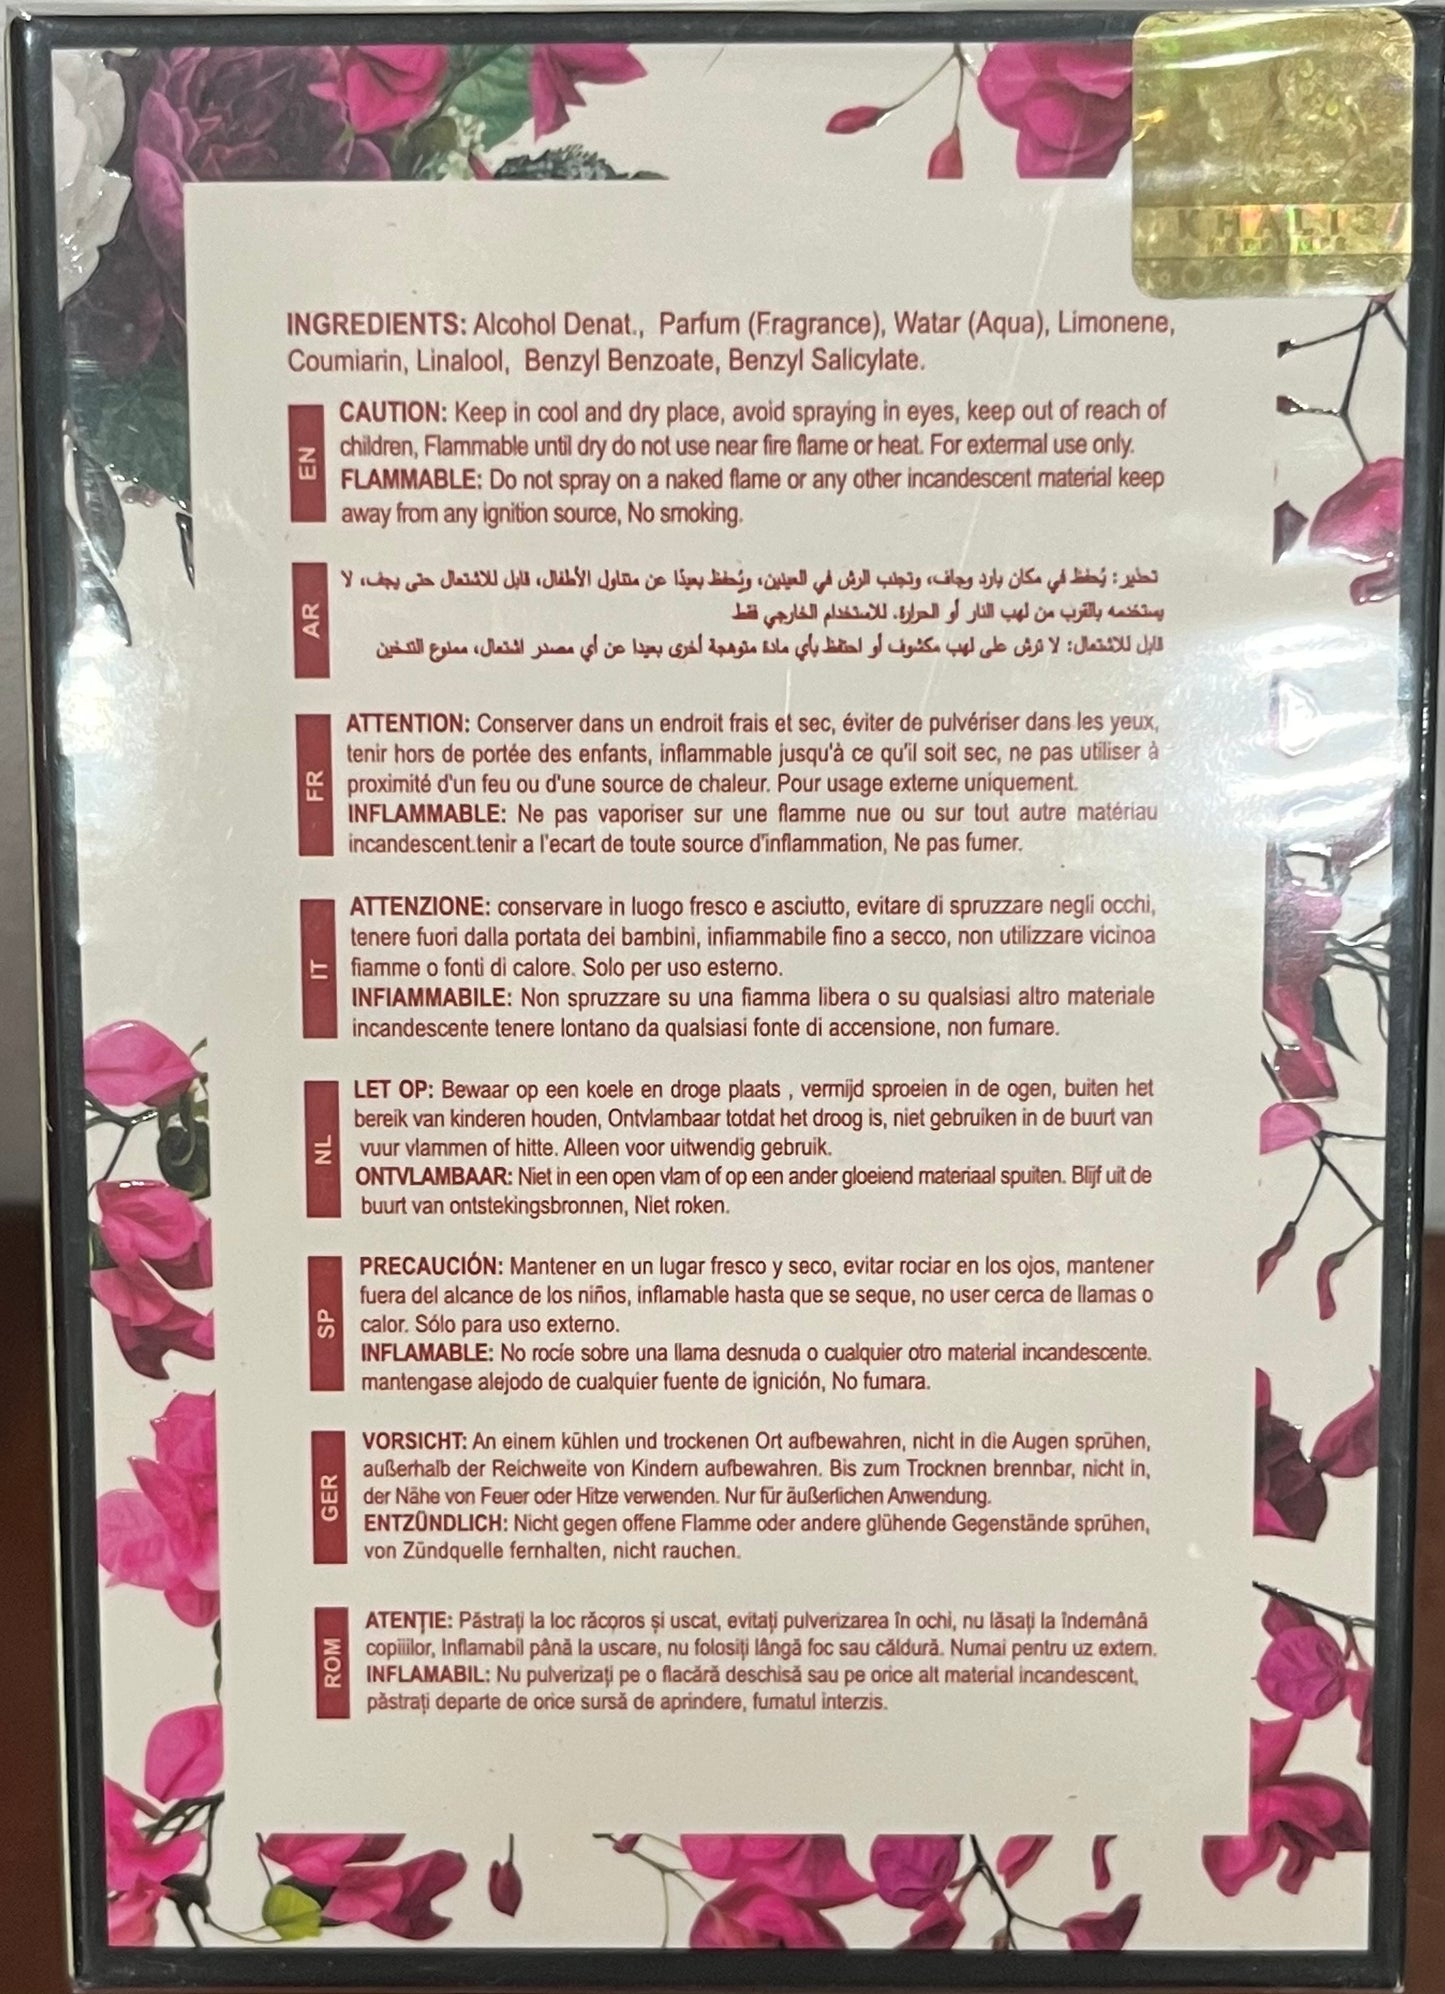 KHALIS
PERFUMES
INGREDIENTS: Alcohol Denat., Parfum (Fragrance), Watar (Aqua), Limonene,
Coumiarin, Linalool, Benzyl Benzoate, Benzyl Salicylate.
EN
CAUTION: Keep in cool and dry place, avoid spraying in eyes, keep out of reach of
children, Flammable until dry do not use near fire flame or heat. For extermal use only.
FLAMMABLE: Do not spray on a naked flame or any other incandescent material keep
away from any ignition source, No smoking.
AR
تحذير: يُحفظ في مكان بارد وجاف، وتجنب الرش في العينين، ويُحفظ بعيدًا عن متناول الأطفال، قابل للاشتعال حتى يجف، لا
يستخدمه بالقرب من لهب النار أو الحرارة. للاستخدام الخارجي فقط
قابل للاشتعال: لا ترش على لهب مكشوف أو احتفظ بأي مادة متوهجة أخرى بعيدا عن أي مصدر اشتعال، ممنوع التدخين
FR
ATTENTION: Conserver dans un endroit frais et sec, éviter de pulvériser dans les yeux,
tenir hors de portée des enfants, inflammable jusqu'à ce qu'il soit sec, ne pas utiliser à
proximité d'un feu ou d'une source de chaleur. Pour usage externe uniquement.
INFLAMMABLE: Ne pas vaporiser sur une flamme nue ou sur tout autre matériau
incandescent.tenir a l'ecart de toute source d'inflammation, Ne pas fumer.
IT
ATTENZIONE: conservare in luogo fresco e asciutto, evitare di spruzzare negli occhi,
tenere fuori dalla portata dei bambini, infiammabile fino a secco, non utilizzare vicinoa
fiamme o fonti di calore. Solo per uso esterno.
INFIAMMABILE: Non spruzzare su una fiamma libera o su qualsiasi altro materiale
incandescente tenere lontano da qualsiasi fonte di accensione, non fumare.
NL
LET OP: Bewaar op een koele en droge plaats , vermijd sproeien in de ogen, buiten het
bereik van kinderen houden, Ontvlambaar totdat het droog is, niet gebruiken in de buurt van
vuur vlammen of hitte. Alleen voor uitwendig gebruik.
ONTVLAMBAAR: Niet in een open vlam of op een ander gloeiend materiaal spuiten. Blijf uit de
buurt van ontstekingsbronnen, Niet roken.
SP
PRECAUCIÓN: Mantener en un lugar fresco y seco, evitar rociar en los ojos, mantener
fuera del alcance de los niños, inflamable hasta que se seque, no user cerca de llamas o
calor. Sólo para uso externo.
INFLAMABLE: No rocíe sobre una llama desnuda o cualquier otro material incandescente.
mantengase alejodo de cualquier fuente de ignición, No fumara.
GER
VORSICHT: An einem kühlen und trockenen Ort aufbewahren, nicht in die Augen sprühen,
außerhalb der Reichweite von Kindern aufbewahren. Bis zum Trocknen brennbar, nicht in,
der Nähe von Feuer oder Hitze verwenden. Nur für äußerlichen Anwendung.
ENTZÜNDLICH: Nicht gegen offene Flamme oder andere glühende Gegenstände sprühen,
von Zündquelle fernhalten, nicht rauchen.
ROM
ATENȚIE: Păstrați la loc răcoros și uscat, evitați pulverizarea în ochi, nu lăsați la îndemână
copiiilor, Inflamabil până la uscare, nu folosiți lângă foc sau căldură. Numai pentru uz extern.
INFLAMABIL: Nu pulverizați pe o flacără deschisă sau pe orice alt material incandescent,
păstrați departe de orice sursă de aprindere, fumatul interzis.